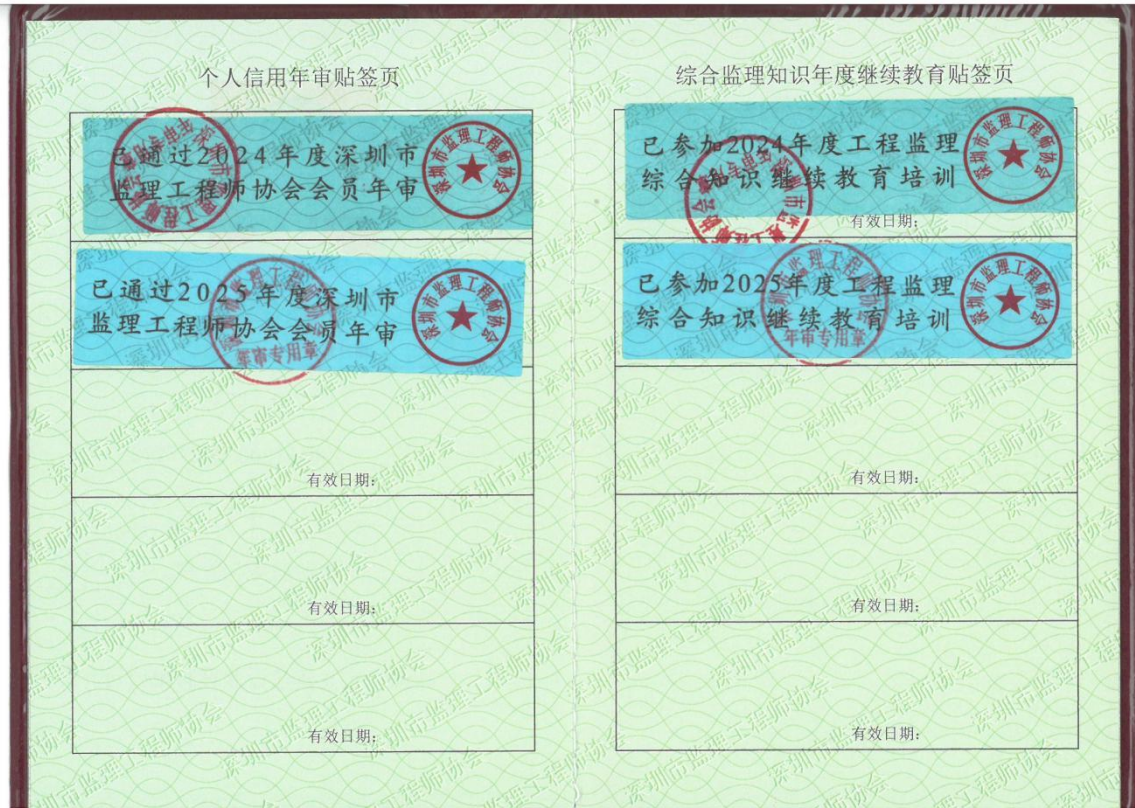 个人信用年审贴签页
已通过2024年度深圳市
监理工程师协会会员年审
深圳市监理工程师协会
已通过2025年度深圳市
监理工程师协会会员年审
深圳市监理工程师协会
年审专用章
有效日期：
有效日期：
有效日期：
综合监理知识年度继续教育贴签页
已参加2024年度工程监理
综合知识继续教育培训
深圳市监理工程师协会
有效日期：
已参加2025年度工程监理
综合知识继续教育培训
深圳市监理工程师协会
年审专用章
有效日期：
有效日期：
有效日期：